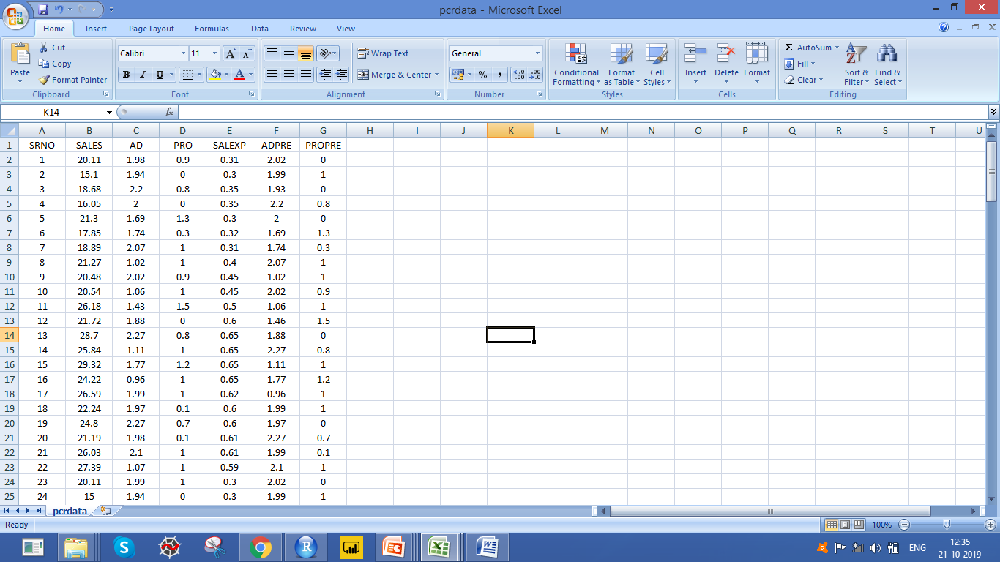 pcrdata - Microsoft Excel
Home Insert Page Layout Formulas Data Review View
Paste
Cut
Copy
Format Painter
Clipboard
Calibri 11
B I U
Font
Wrap Text
Merge & Center
Alignment
General
% ,
Number
Conditional Formatting
Format as Table
Cell Styles
Styles
Insert Delete Format
Cells
Σ AutoSum
Fill
Clear
Sort & Filter
Find & Select
Editing
K14 fx
A B C D E F G H I J K L M N O P Q R S T U
1 SRNO SALES AD PRO SALEXP ADPRE PROPRE
2 1 20.11 1.98 0.9 0.31 2.02 0
3 2 15.1 1.94 0 0.3 1.99 1
4 3 18.68 2.2 0.8 0.35 1.93 0
5 4 16.05 2 0 0.35 2.2 0.8
6 5 21.3 1.69 1.3 0.3 2 0
7 6 17.85 1.74 0.3 0.32 1.69 1.3
8 7 18.89 2.07 1 0.31 1.74 0.3
9 8 21.27 1.02 1 0.4 2.07 1
10 9 20.48 2.02 0.9 0.45 1.02 1
11 10 20.54 1.06 1 0.45 2.02 0.9
12 11 26.18 1.43 1.5 0.5 1.06 1
13 12 21.72 1.88 0 0.6 1.46 1.5
14 13 28.7 2.27 0.8 0.65 1.88 0
15 14 25.84 1.11 1 0.65 2.27 0.8
16 15 29.32 1.77 1.2 0.65 1.11 1
17 16 24.22 0.96 1 0.65 1.77 1.2
18 17 26.59 1.99 1 0.62 0.96 1
19 18 22.24 1.97 0.1 0.6 1.99 1
20 19 24.8 2.27 0.7 0.6 1.97 0
21 20 21.19 1.98 0.1 0.61 2.27 0.7
22 21 26.03 2.1 1 0.61 1.99 0.1
23 22 27.39 1.07 1 0.59 2.1 1
24 23 20.11 1.99 1 0.3 2.02 0
25 24 15 1.94 0 0.3 1.99 1
pcrdata
Ready 100%
ENG
12:35
21-10-2019